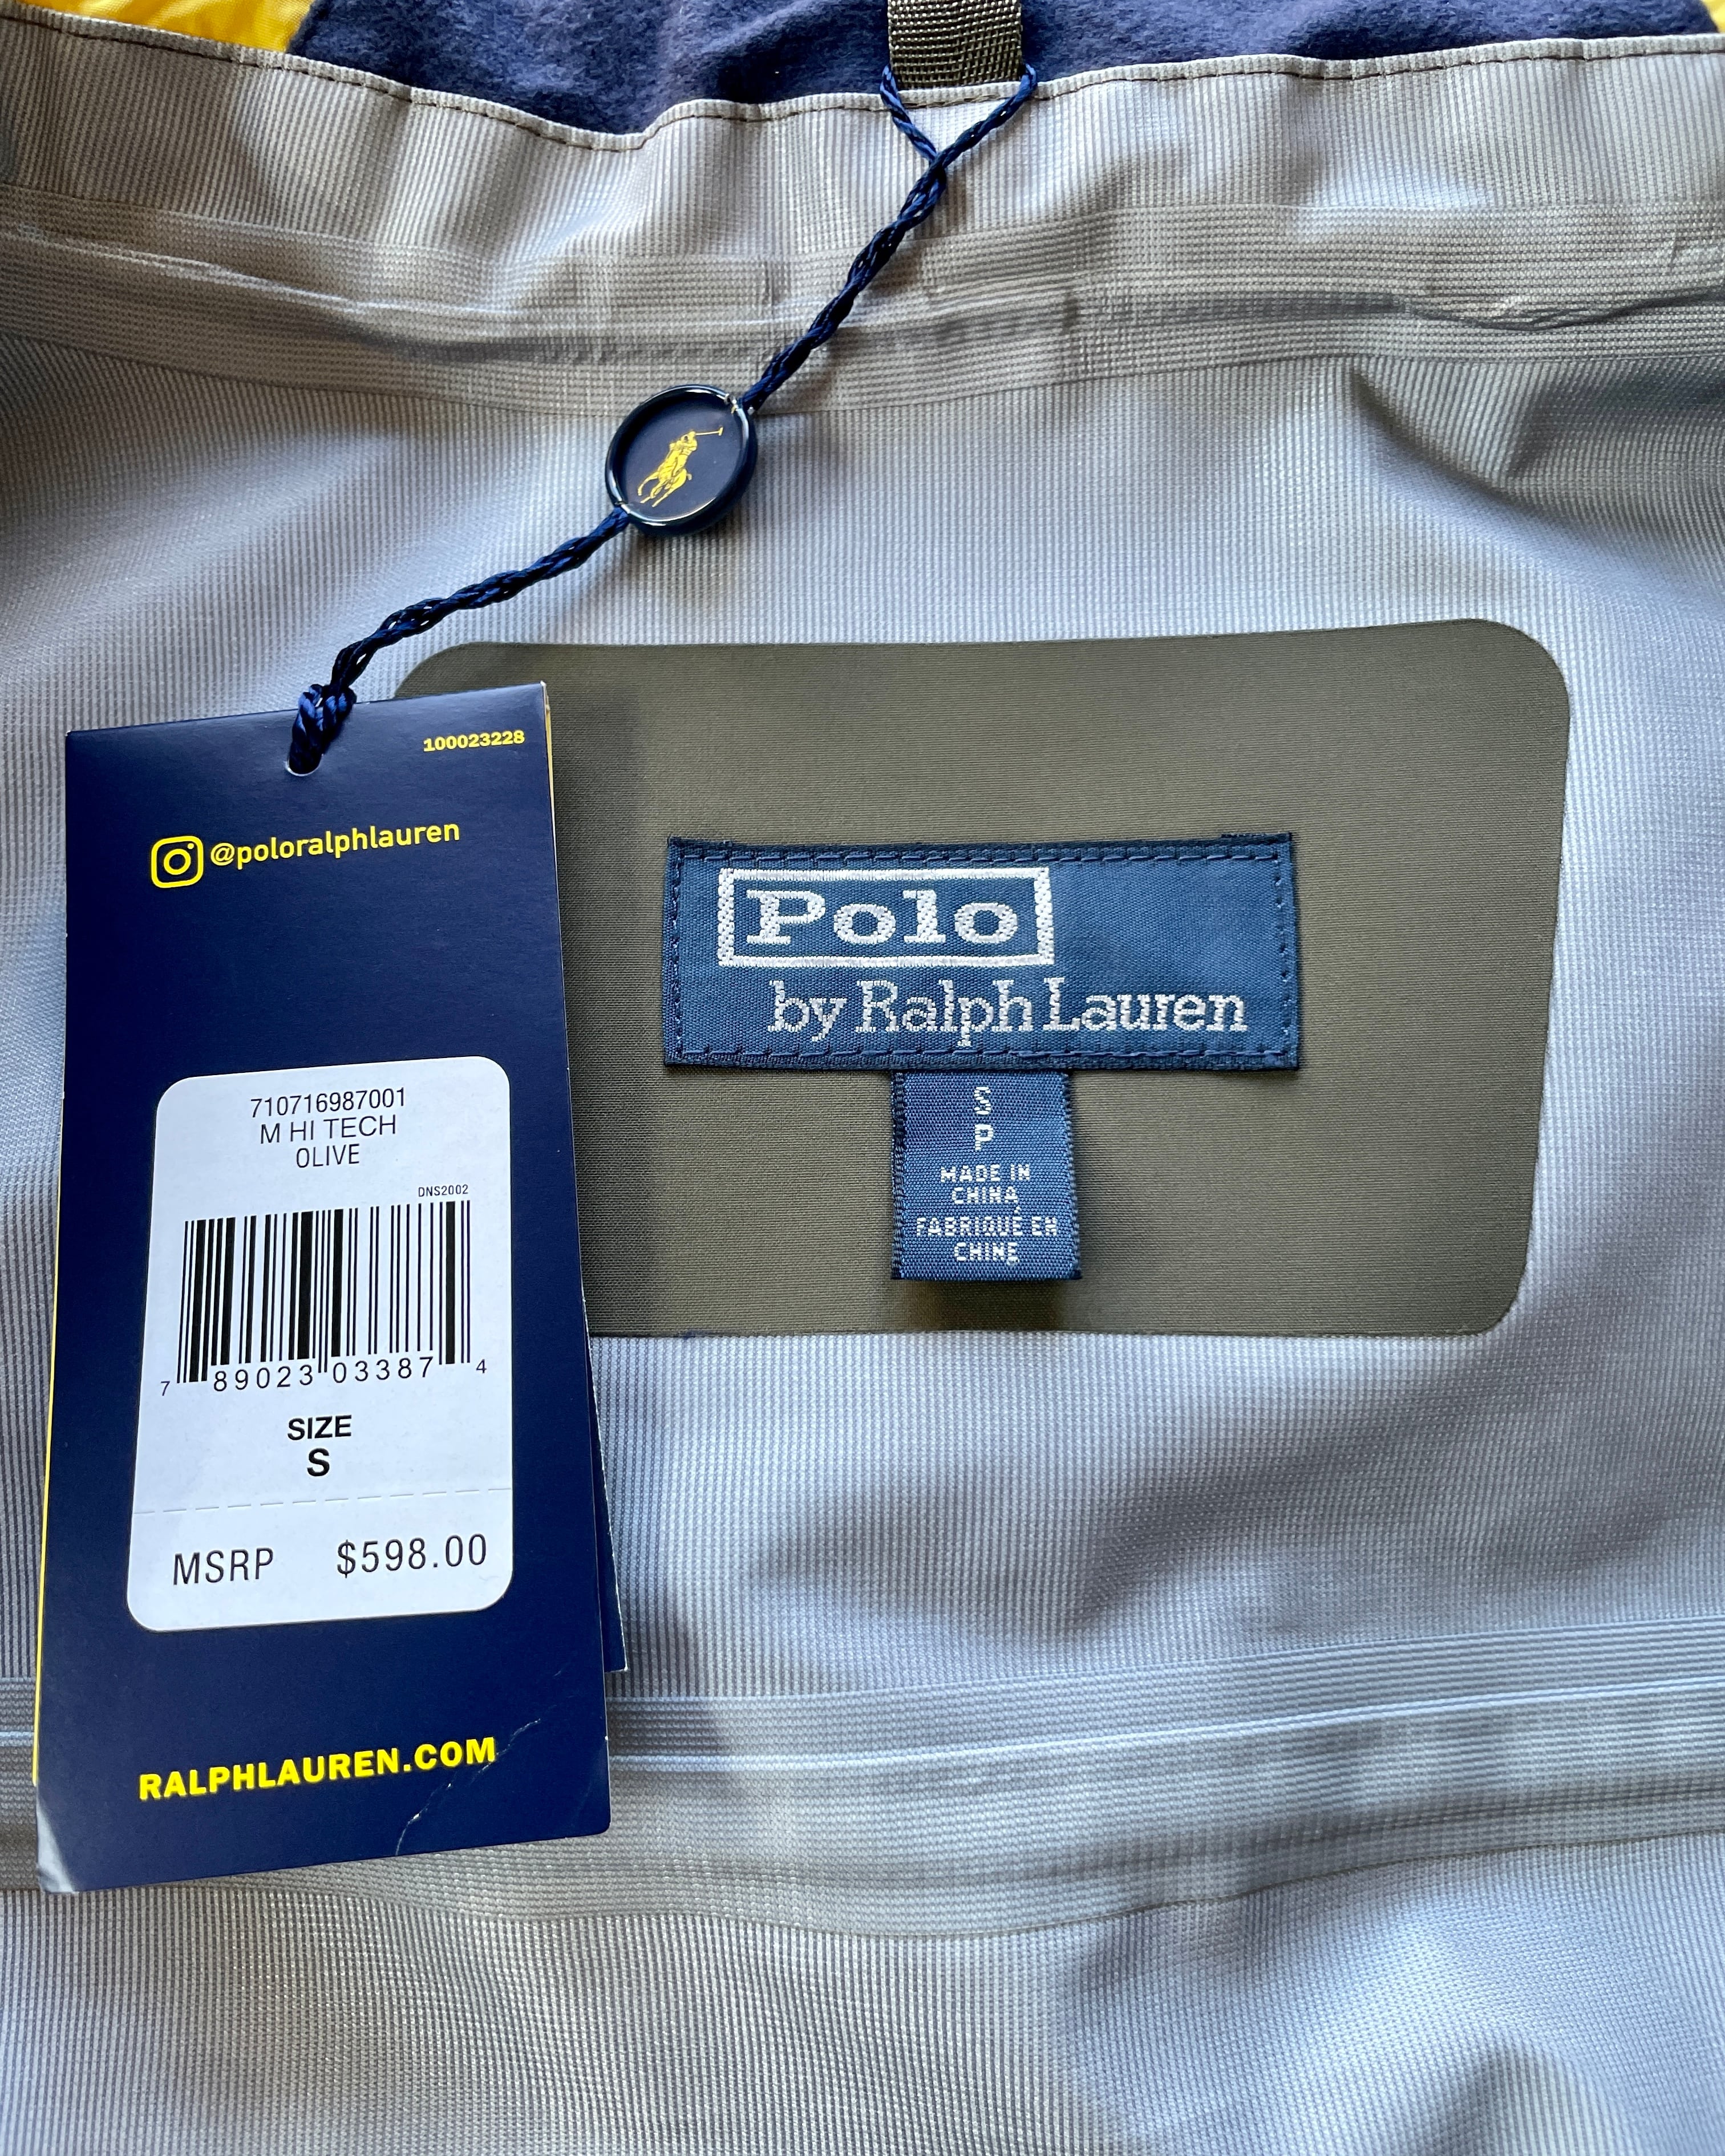 100023228
@poloralphlauren
710716987001
M HI TECH
OLIVE
DNS2002
7 89023 03387 4
SIZE
S
MSRP $598.00
RALPHLAUREN.COM
Polo
by Ralph Lauren
S
P
MADE IN
CHINA
FABRIQUÉ EN
CHINE